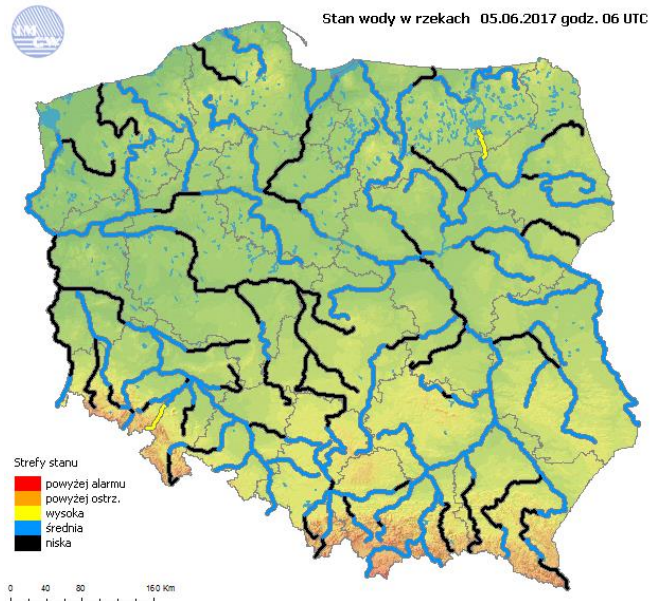 Stan wody w rzekach 05.06.2017 godz. 06 UTC
Strefy stanu
powyżej alarmu
powyżej ostrz.
wysoka
średnia
niska
0 40 80 160 Km